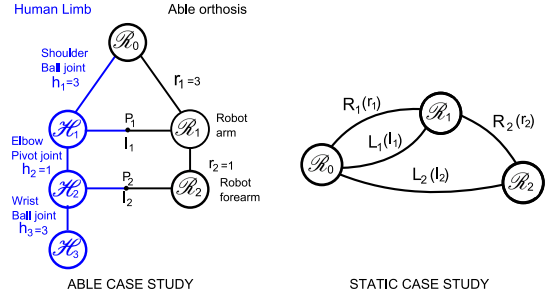 Human Limb
Able orthosis
ℛ0
Shoulder
Ball joint
h1=3
r1=3
ℋ1
P1
l1
ℛ1
Robot
arm
Elbow
Pivot joint
h2=1
r2=1
ℋ2
P2
l2
ℛ2
Robot
forearm
Wrist
Ball joint
h3=3
ℋ3
ABLE CASE STUDY
R1(r1)
ℛ1
R2(r2)
L1(l1)
ℛ0
L2(l2)
ℛ2
STATIC CASE STUDY